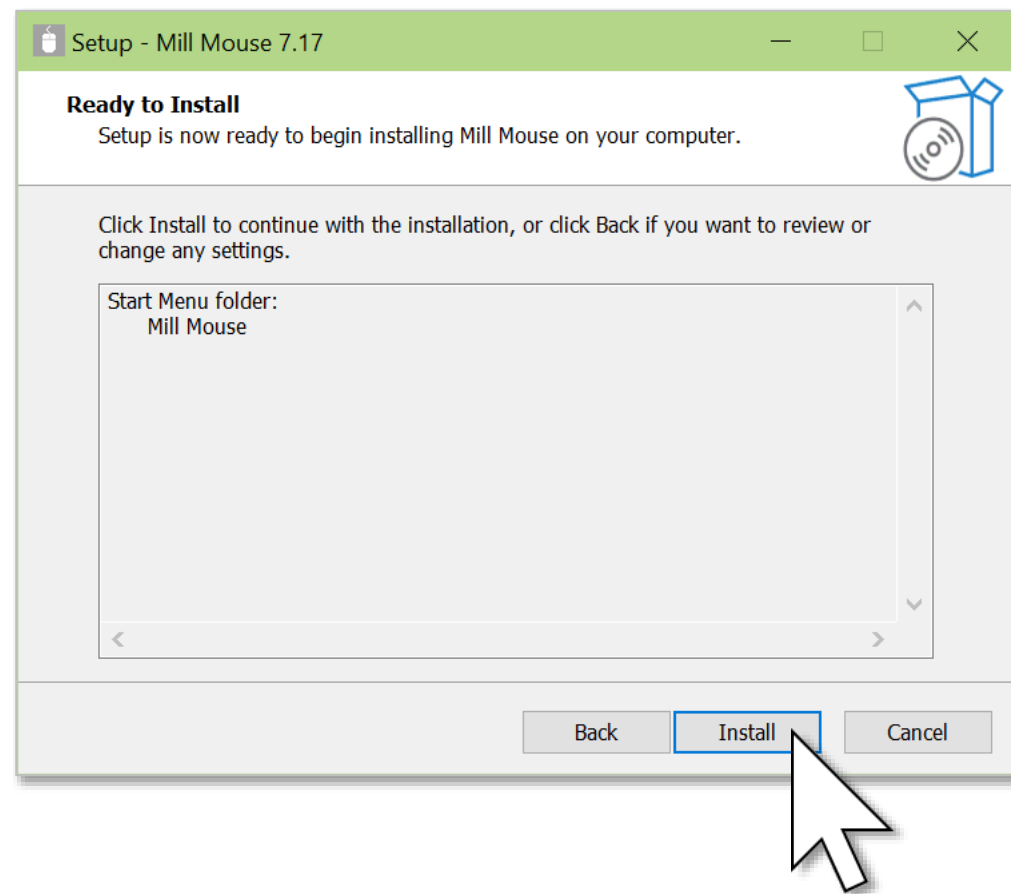 Setup - Mill Mouse 7.17
Ready to Install
Setup is now ready to begin installing Mill Mouse on your computer.
Click Install to continue with the installation, or click Back if you want to review or
change any settings.
Start Menu folder:
Mill Mouse
Back
Install
Cancel